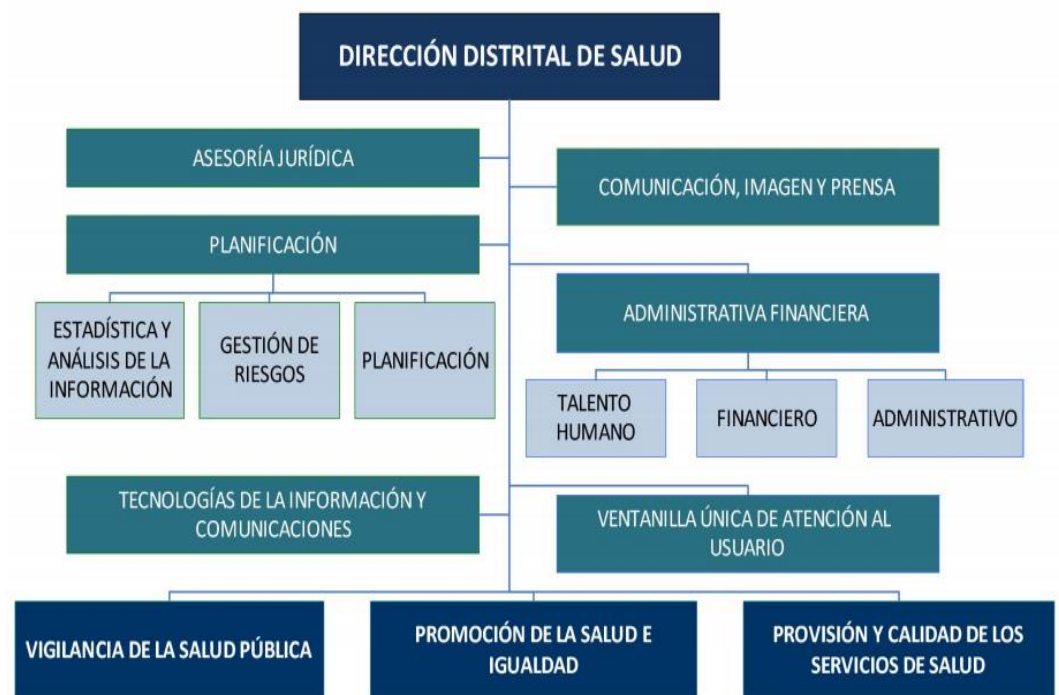 DIRECCIÓN DISTRITAL DE SALUD
ASESORÍA JURÍDICA
COMUNICACIÓN, IMAGEN Y PRENSA
PLANIFICACIÓN
ESTADÍSTICA Y
ANÁLISIS DE LA
INFORMACIÓN
GESTIÓN DE
RIESGOS
PLANIFICACIÓN
ADMINISTRATIVA FINANCIERA
TALENTO
HUMANO
FINANCIERO
ADMINISTRATIVO
TECNOLOGÍAS DE LA INFORMACIÓN Y
COMUNICACIONES
VENTANILLA ÚNICA DE ATENCIÓN AL
USUARIO
VIGILANCIA DE LA SALUD PÚBLICA
PROMOCIÓN DE LA SALUD E
IGUALDAD
PROVISIÓN Y CALIDAD DE LOS
SERVICIOS DE SALUD